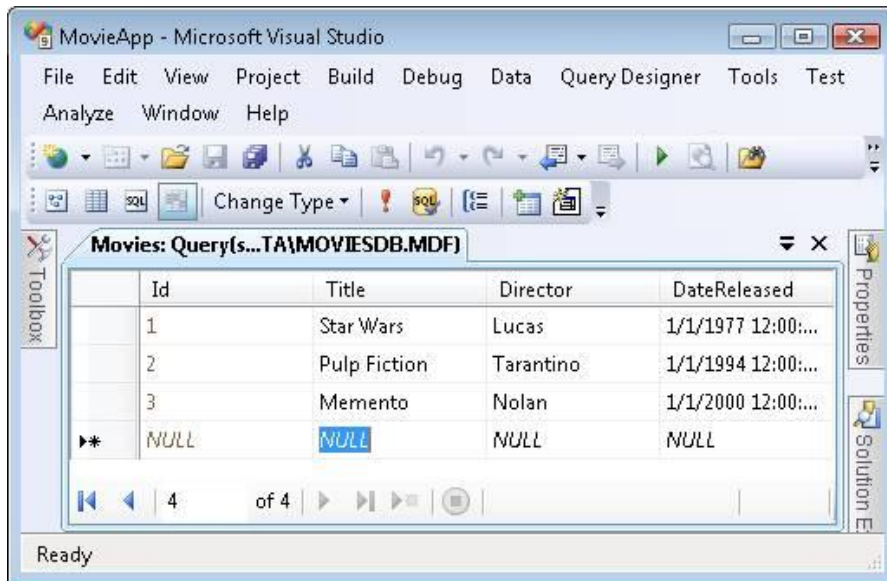 MovieApp - Microsoft Visual Studio
File Edit View Project Build Debug Data Query Designer Tools Test
Analyze Window Help
SQL Change Type SQL
Movies: Query(s...TA\MOVIESDB.MDF)
Toolbox
Id Title Director DateReleased
1 Star Wars Lucas 1/1/1977 12:00:...
2 Pulp Fiction Tarantino 1/1/1994 12:00:...
3 Memento Nolan 1/1/2000 12:00:...
NULL NULL NULL NULL
4 of 4
Properties
Solution E
Ready